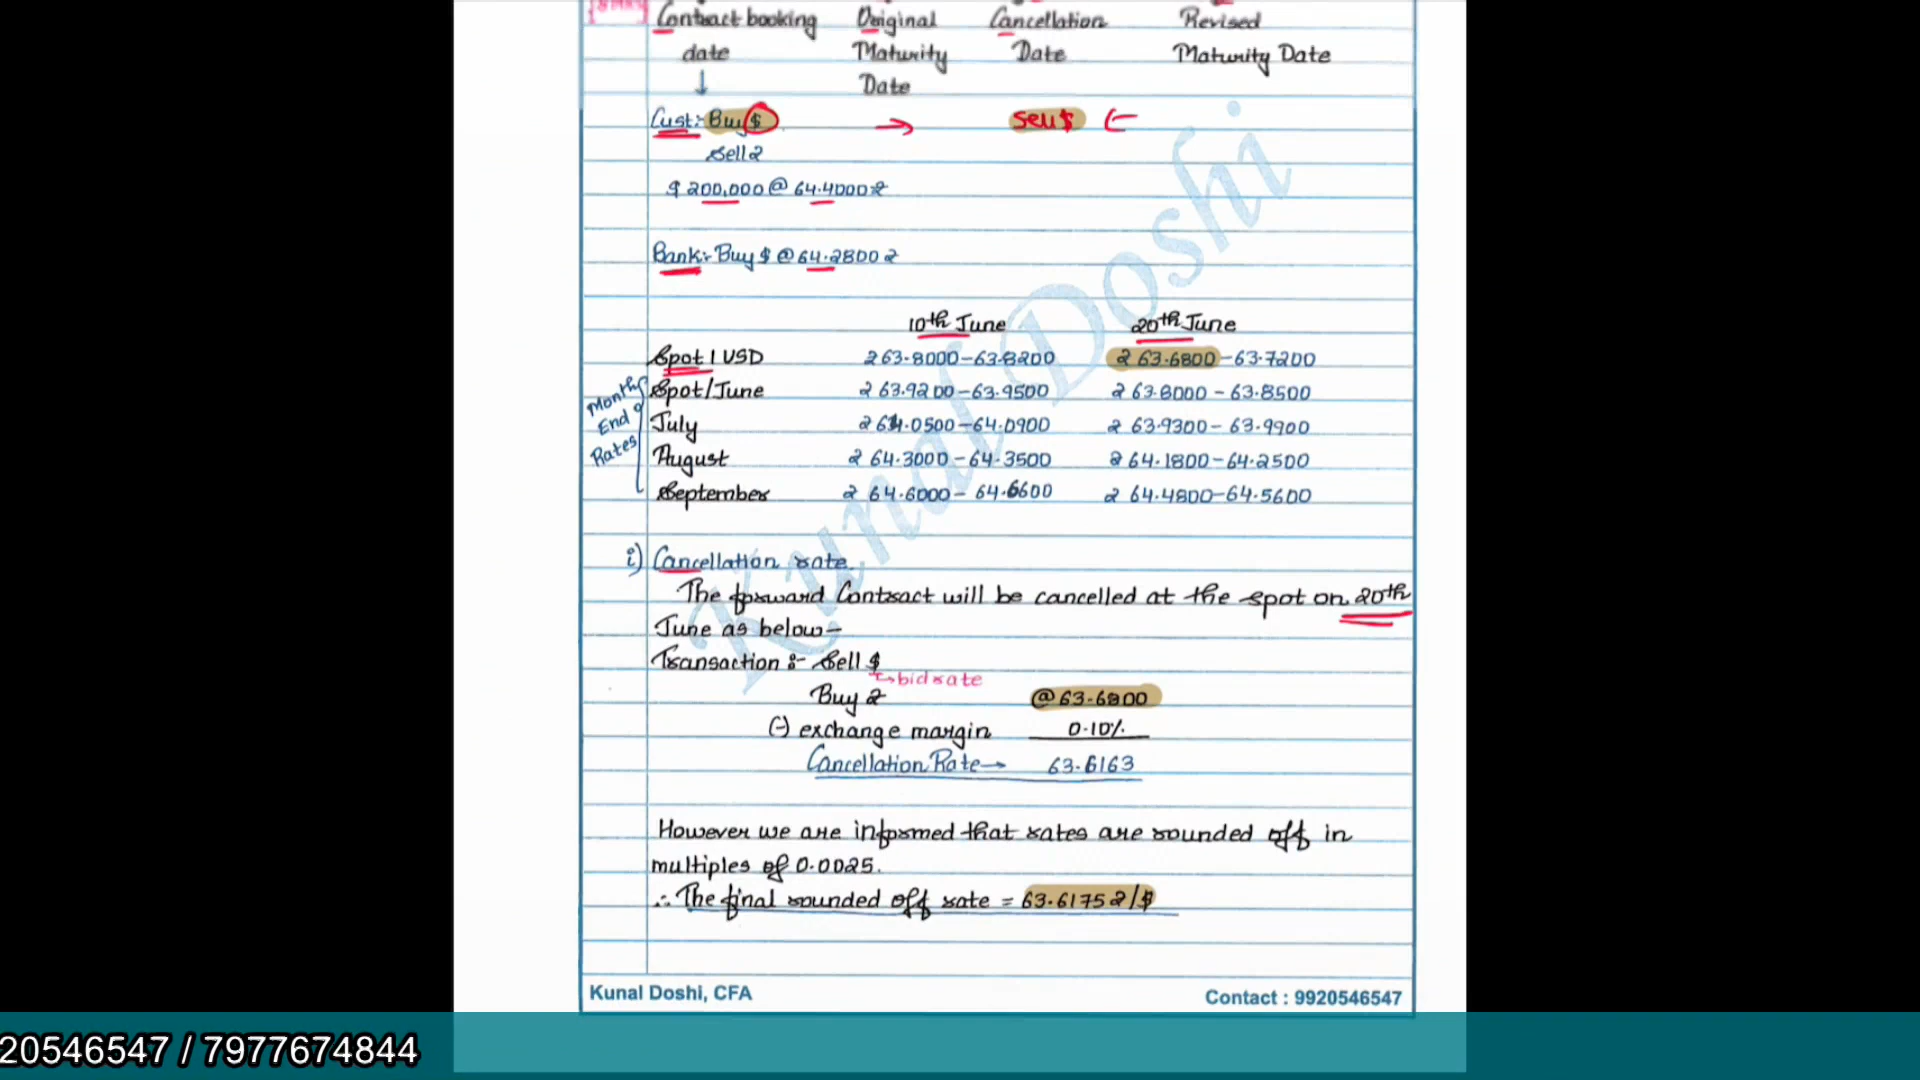 Contract booking Original Cancellation Revised
date Maturity Date Maturity Date
Date
Cust:- Buy $ → sell $ ←
Sell ₹
$ 200,000 @ 64.4000 ₹
Bank:- Buy $ @ 64.2800 ₹
10th June 20th June
Spot 1 USD ₹ 63.8000-63.8200 ₹ 63.6800-63.7200
Spot/June ₹ 63.9200-63.9500 ₹ 63.8000-63.8500
July ₹ 64.0500-64.0900 ₹ 63.9300-63.9900
August ₹ 64.3000-64.3500 ₹ 64.1800-64.2500
September ₹ 64.6000-64.6600 ₹ 64.4800-64.5600
Month
End
Rates
i) Cancellation rate
The forward Contract will be cancelled at the spot on 20th
June as below-
Transaction :- Sell $
→ bid rate
Buy ₹ @ 63.6800
(-) exchange margin 0.10%
Cancellation Rate → 63.6163
However we are informed that rates are rounded off in
multiples of 0.0025.
∴ The final rounded off rate = 63.6175 ₹/$
Kunal Doshi
Kunal Doshi, CFA Contact : 9920546547
20546547 / 7977674844